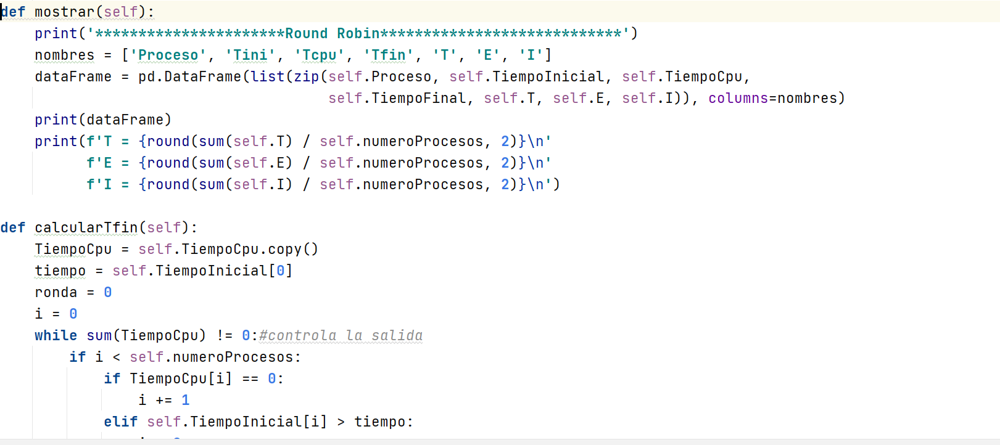 def mostrar(self):
    print('**********************Round Robin****************************')
    nombres = ['Proceso', 'Tini', 'Tcpu', 'Tfin', 'T', 'E', 'I']
    dataFrame = pd.DataFrame(list(zip(self.Proceso, self.TiempoInicial, self.TiempoCpu,
                                      self.TiempoFinal, self.T, self.E, self.I)), columns=nombres)
    print(dataFrame)
    print(f'T = {round(sum(self.T) / self.numeroProcesos, 2)}\n'
          f'E = {round(sum(self.E) / self.numeroProcesos, 2)}\n'
          f'I = {round(sum(self.I) / self.numeroProcesos, 2)}\n')
def calcularTfin(self):
    TiempoCpu = self.TiempoCpu.copy()
    tiempo = self.TiempoInicial[0]
    ronda = 0
    i = 0
    while sum(TiempoCpu) != 0:#controla la salida
        if i < self.numeroProcesos:
            if TiempoCpu[i] == 0:
                i += 1
            elif self.TiempoInicial[i] > tiempo: